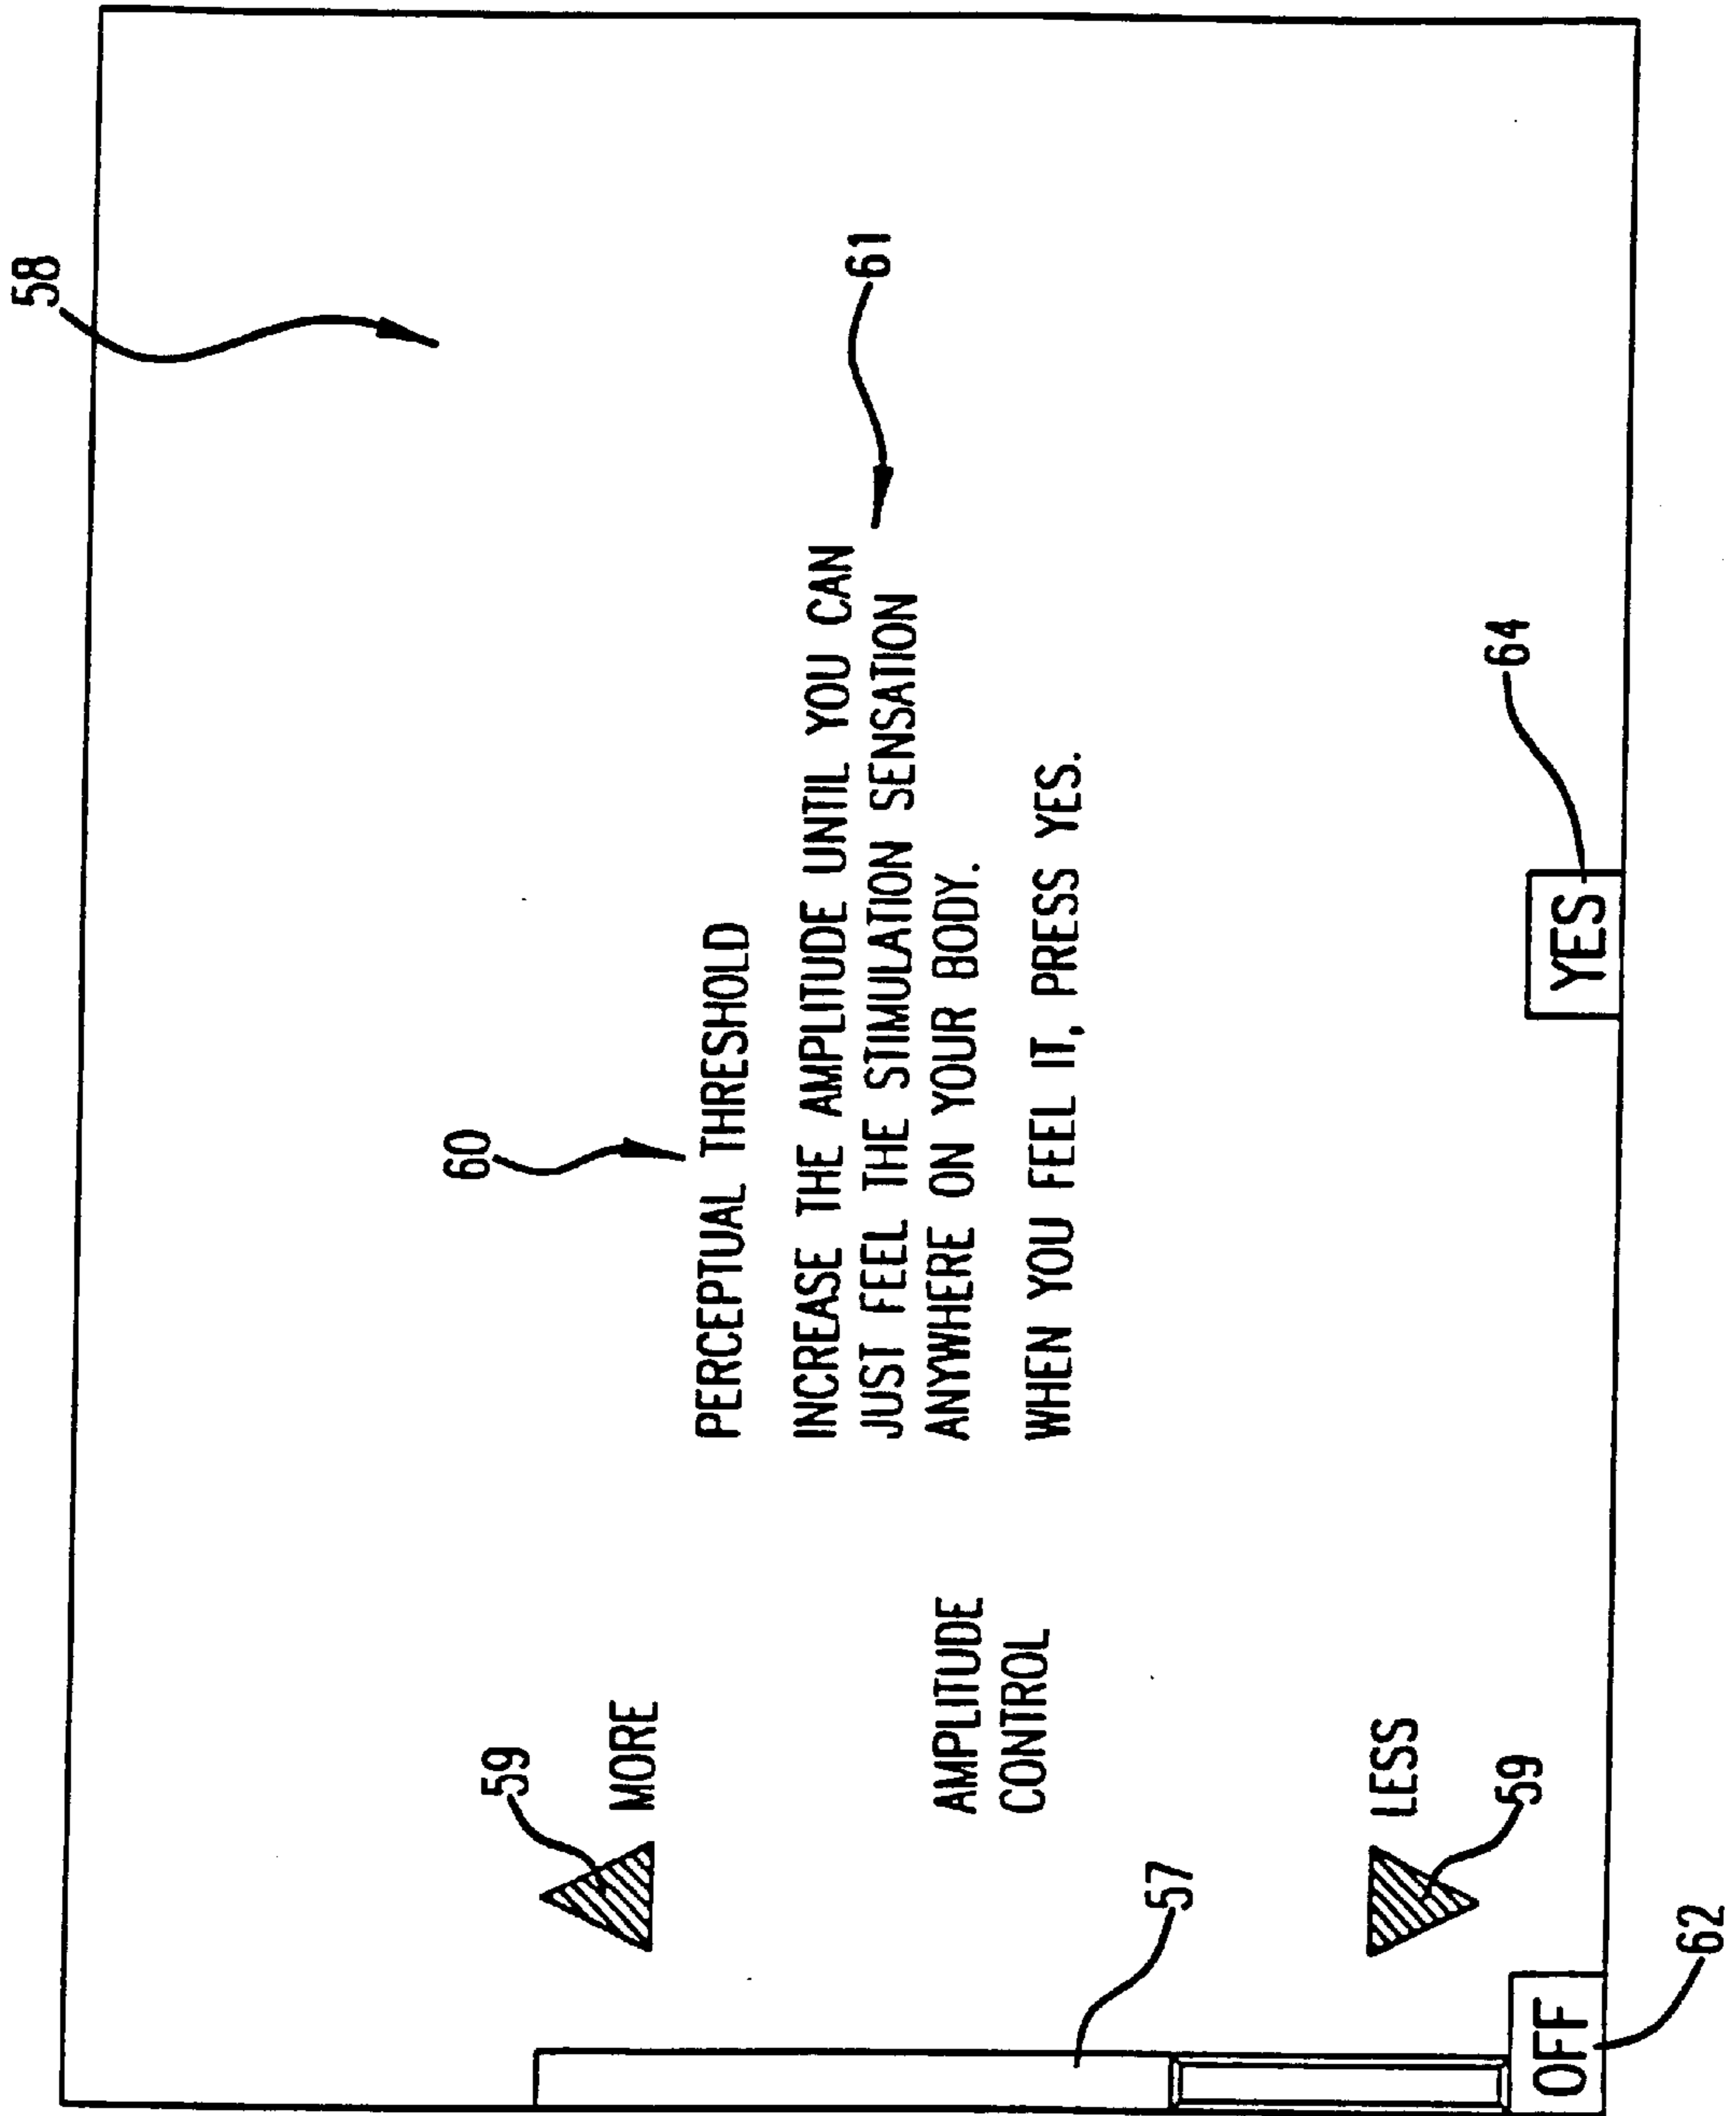 58
60
61
PERCEPTUAL THRESHOLD
INCREASE THE AMPLITUDE UNTIL YOU CAN
JUST FEEL THE STIMULATION SENSATION
ANYWHERE ON YOUR BODY.
WHEN YOU FEEL IT, PRESS YES.
59
MORE
AMPLITUDE
CONTROL
57
LESS
59
OFF
62
YES
64